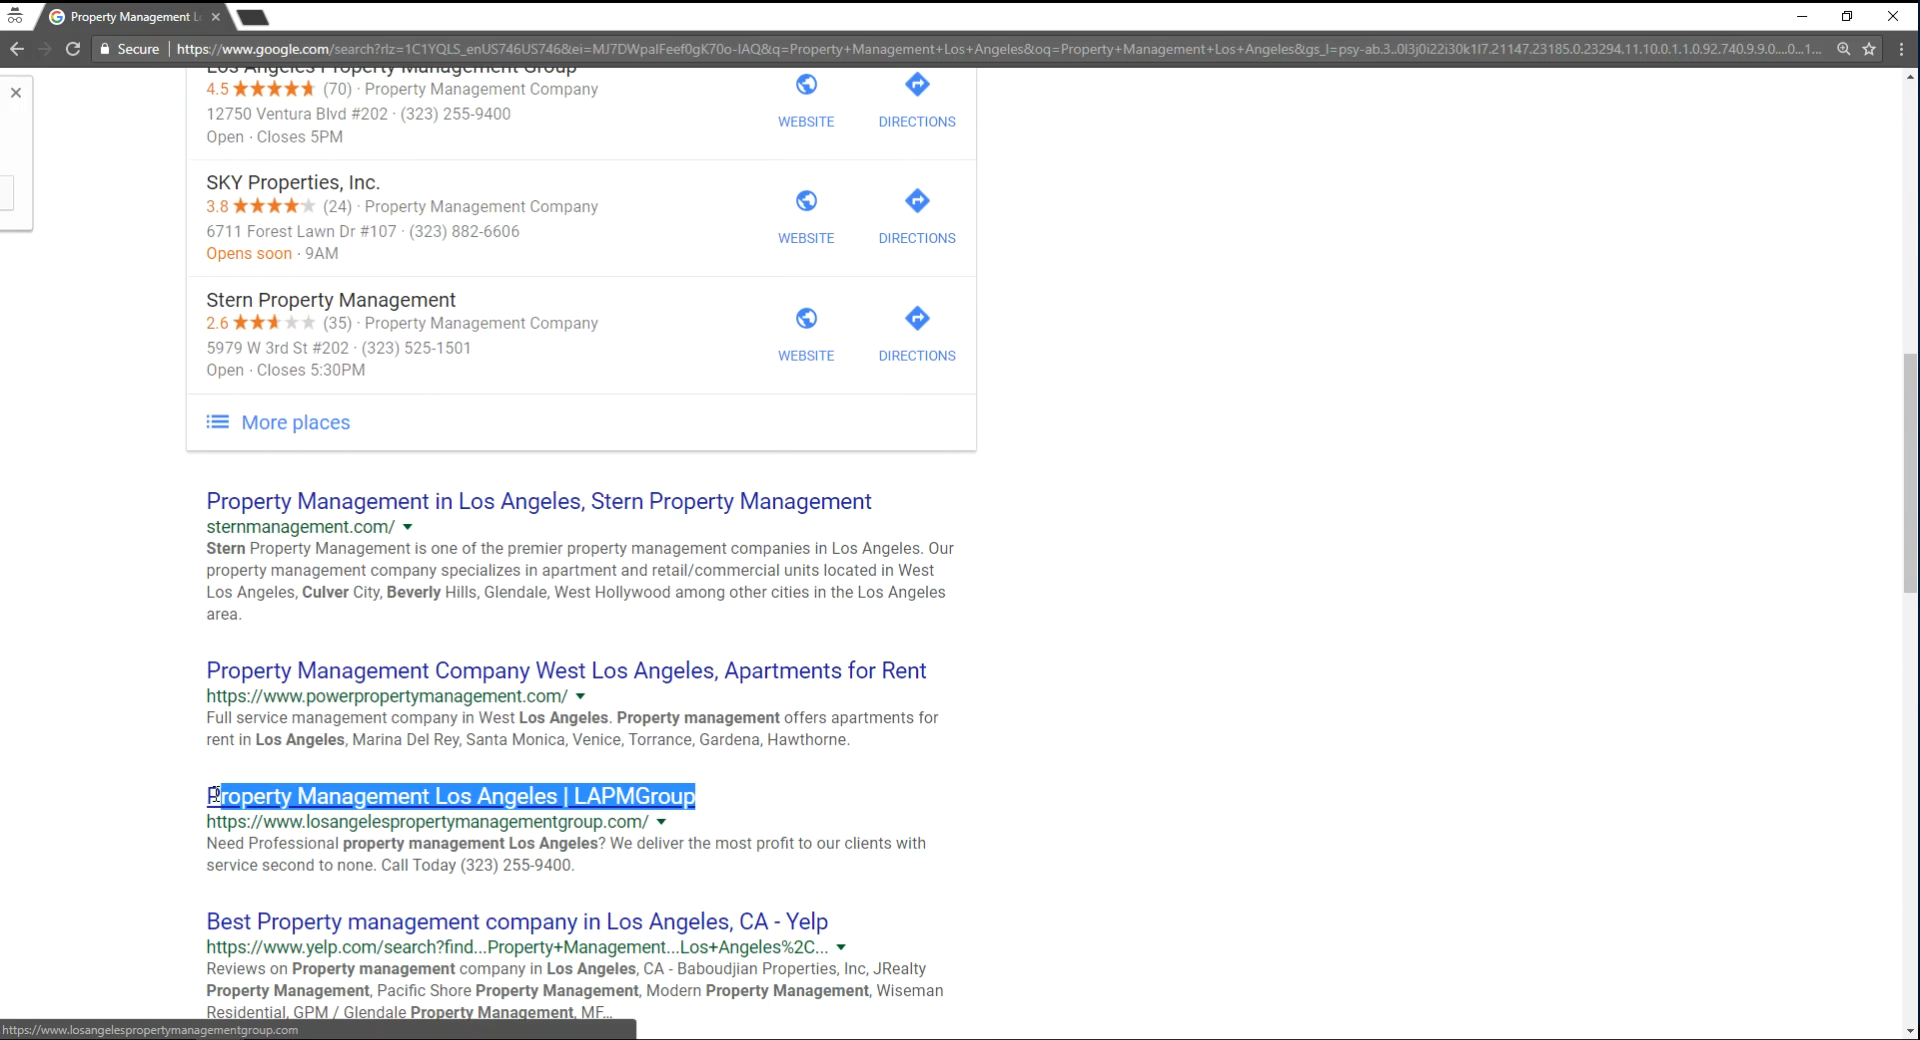 Property Management L
Secure
https://www.google.com/search?rlz=1C1YQLS_enUS746US746&ei=MJ7DWpalFeef0gK70o-IAQ&q=Property+Management+Los+Angeles&oq=Property+Management+Los+Angeles&gs_l=psy-ab.3..0l3j0i22i30k1l7.21147.23185.0.23294.11.10.0.1.1.0.92.740.9.9.0....0...1...
Los Angeles Property Management Group
4.5 (70) · Property Management Company
12750 Ventura Blvd #202 · (323) 255-9400
Open · Closes 5PM
WEBSITE
DIRECTIONS
SKY Properties, Inc.
3.8 (24) · Property Management Company
6711 Forest Lawn Dr #107 · (323) 882-6606
Opens soon · 9AM
WEBSITE
DIRECTIONS
Stern Property Management
2.6 (35) · Property Management Company
5979 W 3rd St #202 · (323) 525-1501
Open · Closes 5:30PM
WEBSITE
DIRECTIONS
More places
Property Management in Los Angeles, Stern Property Management
sternmanagement.com/
Stern Property Management is one of the premier property management companies in Los Angeles. Our
property management company specializes in apartment and retail/commercial units located in West
Los Angeles, Culver City, Beverly Hills, Glendale, West Hollywood among other cities in the Los Angeles
area.
Property Management Company West Los Angeles, Apartments for Rent
https://www.powerpropertymanagement.com/
Full service management company in West Los Angeles. Property management offers apartments for
rent in Los Angeles, Marina Del Rey, Santa Monica, Venice, Torrance, Gardena, Hawthorne.
Property Management Los Angeles | LAPMGroup
https://www.losangelespropertymanagementgroup.com/
Need Professional property management Los Angeles? We deliver the most profit to our clients with
service second to none. Call Today (323) 255-9400.
Best Property management company in Los Angeles, CA - Yelp
https://www.yelp.com/search?find...Property+Management...Los+Angeles%2C...
Reviews on Property management company in Los Angeles, CA - Baboudjian Properties, Inc, JRealty
Property Management, Pacific Shore Property Management, Modern Property Management, Wiseman
Residential, GPM / Glendale Property Management, MF...
https://www.losangelespropertymanagementgroup.com